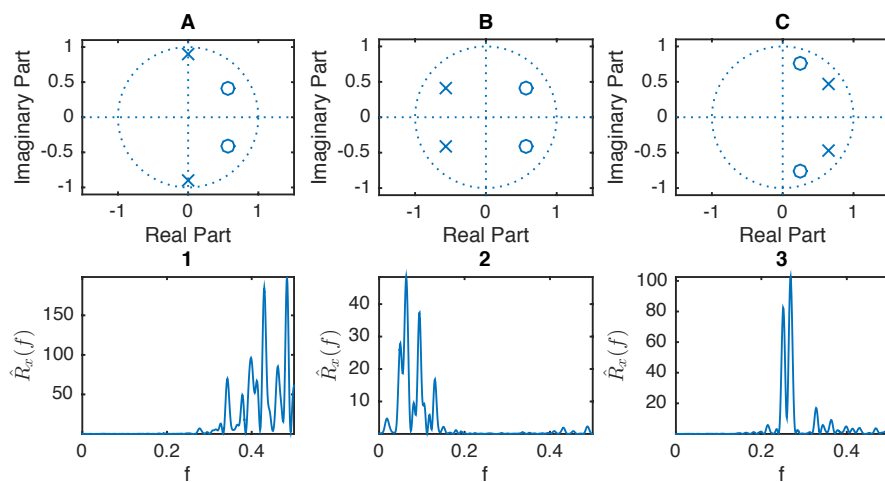 A B C
Imaginary Part Imaginary Part Imaginary Part
1 1 1
0.5 0.5 0.5
0 0 0
-0.5 -0.5 -0.5
-1 -1 -1
-1 0 1 -1 0 1 -1 0 1
Real Part Real Part Real Part
1 2 3
R̂ₓ(f) R̂ₓ(f) R̂ₓ(f)
150 40 100
100 30 80
50 20 60
10 40
20
0 0.2 0.4 0 0.2 0.4 0 0.2 0.4
f f f